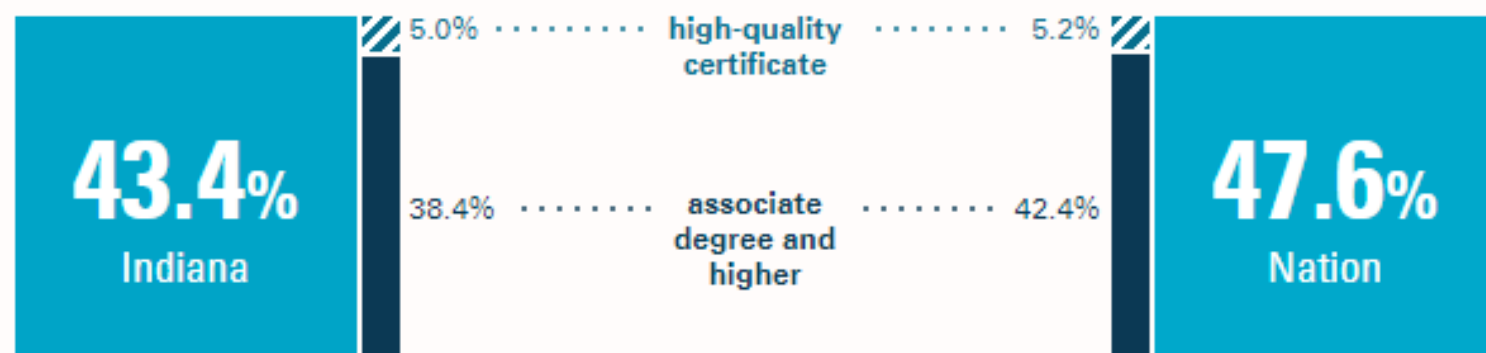 5.0% ......... high-quality ........ 5.2%
certificate
43.4%
Indiana
38.4% ........ associate ........ 42.4%
degree and
higher
47.6%
Nation